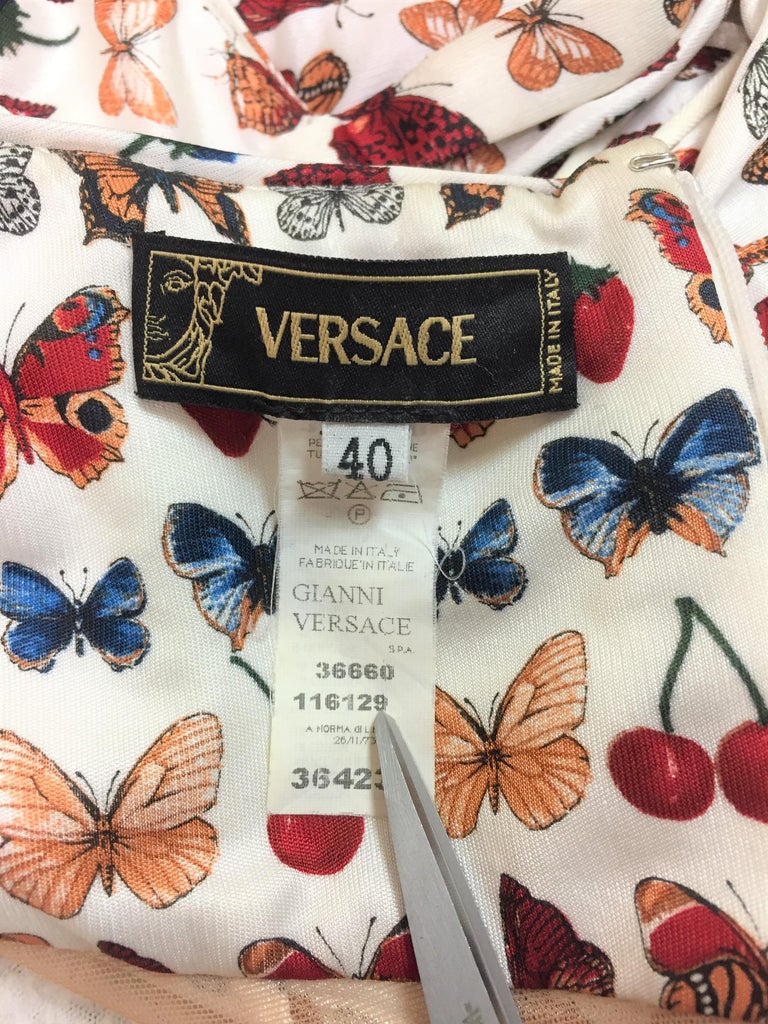 VERSACE
MADE IN ITALY
40
P
MADE IN ITALY
FABRIQUE' IN ITALIE
GIANNI
VERSACE
S.P.A.
36660
116129
A NORMA di
26/11/73
36423